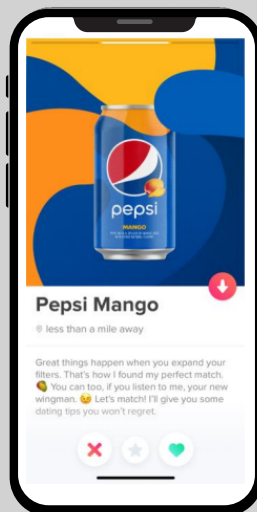 pepsi
MANGO
Pepsi Mango
less than a mile away
Great things happen when you expand your
filters. That's how I found my perfect match.
🥭 You can too, if you listen to me, your new
wingman. 😉 Let's match! I'll give you some
dating tips you won't regret.